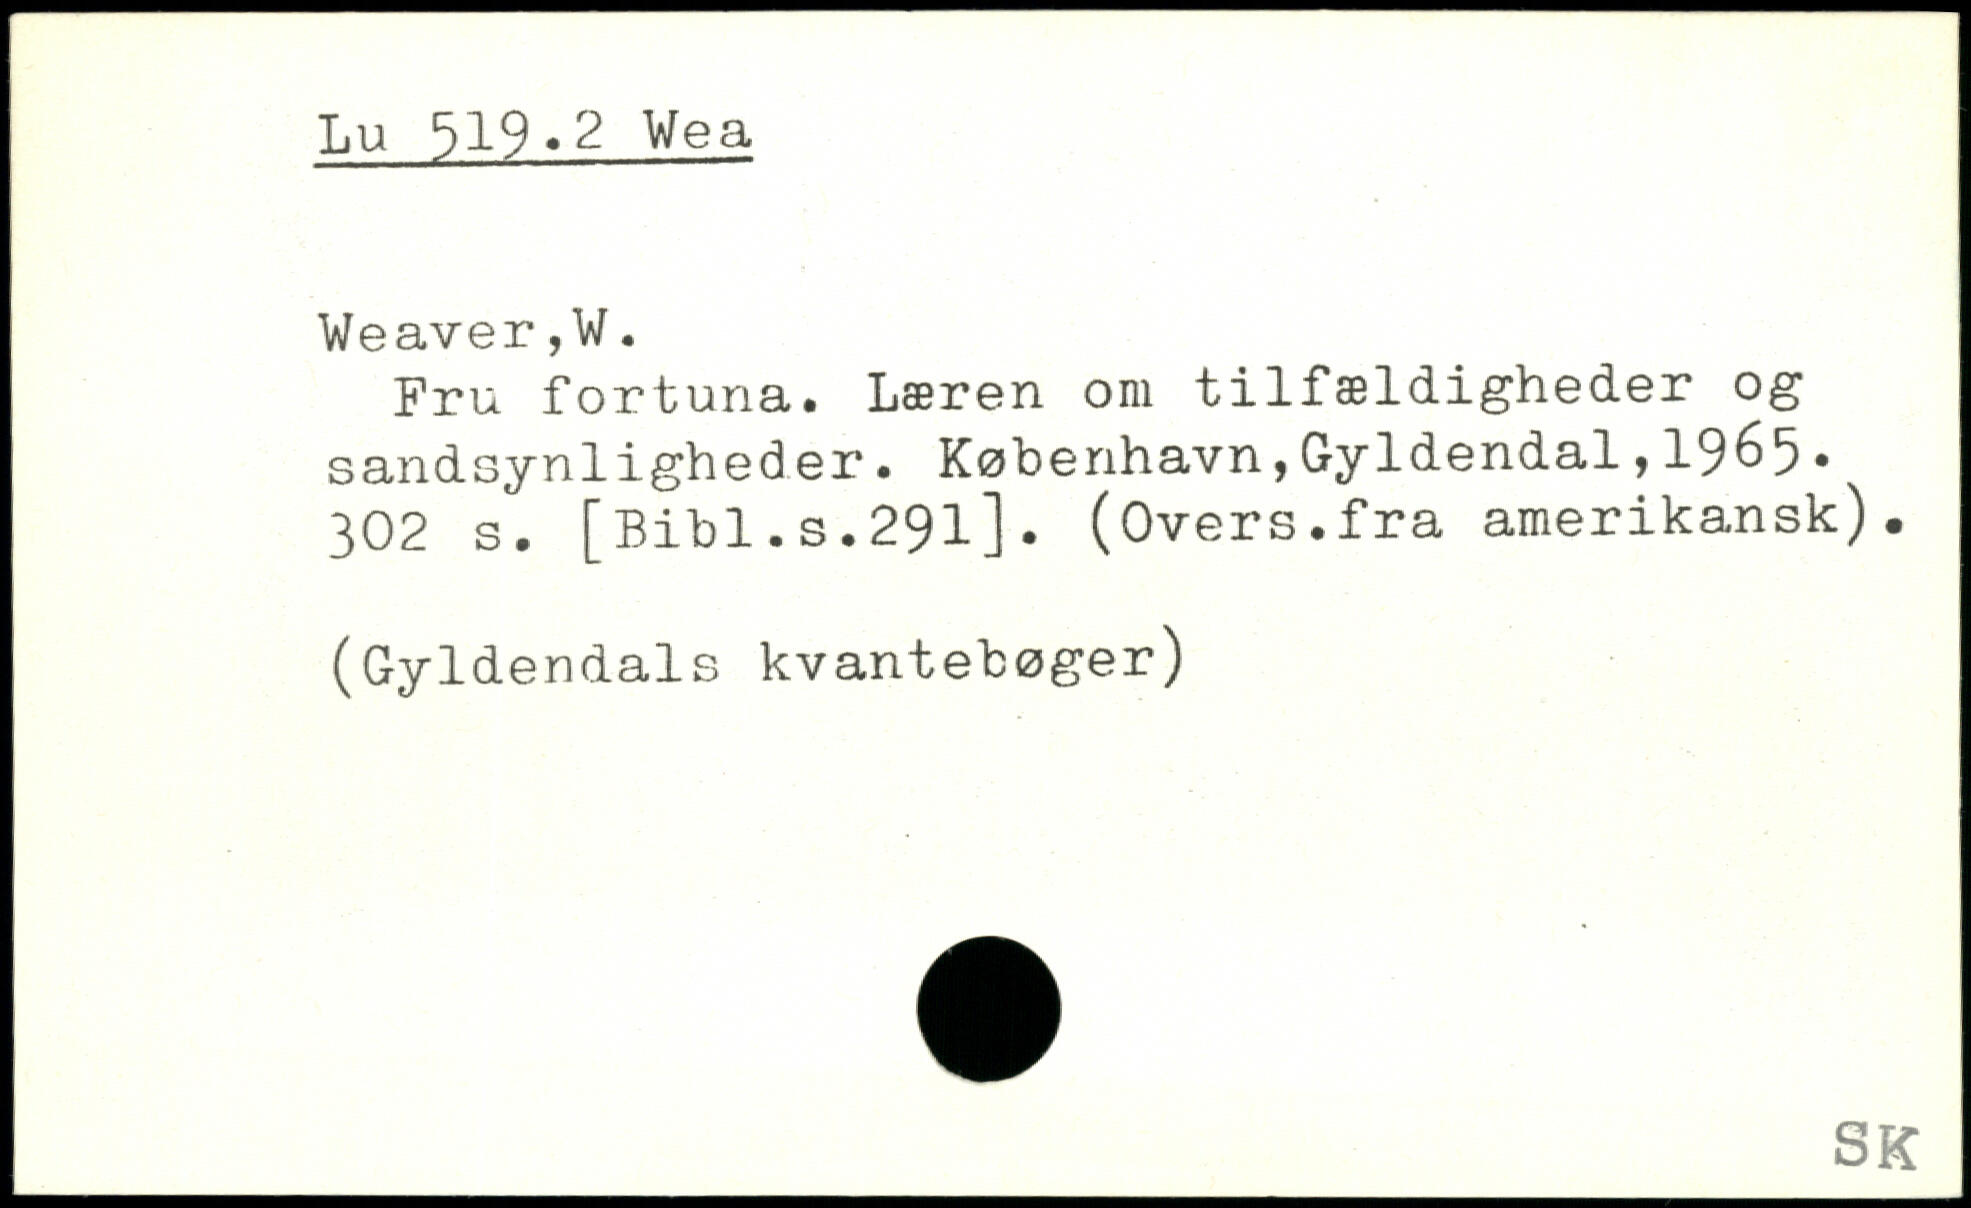 Lu 519.2 Wea
Weaver,W.
Fru fortuna. Læren om tilfældigheder og
sandsynligheder. København,Gyldendal,1965.
302 s. [Bibl.s.291]. (Overs.fra amerikansk).
(Gyldendals kvantebøger)
SK